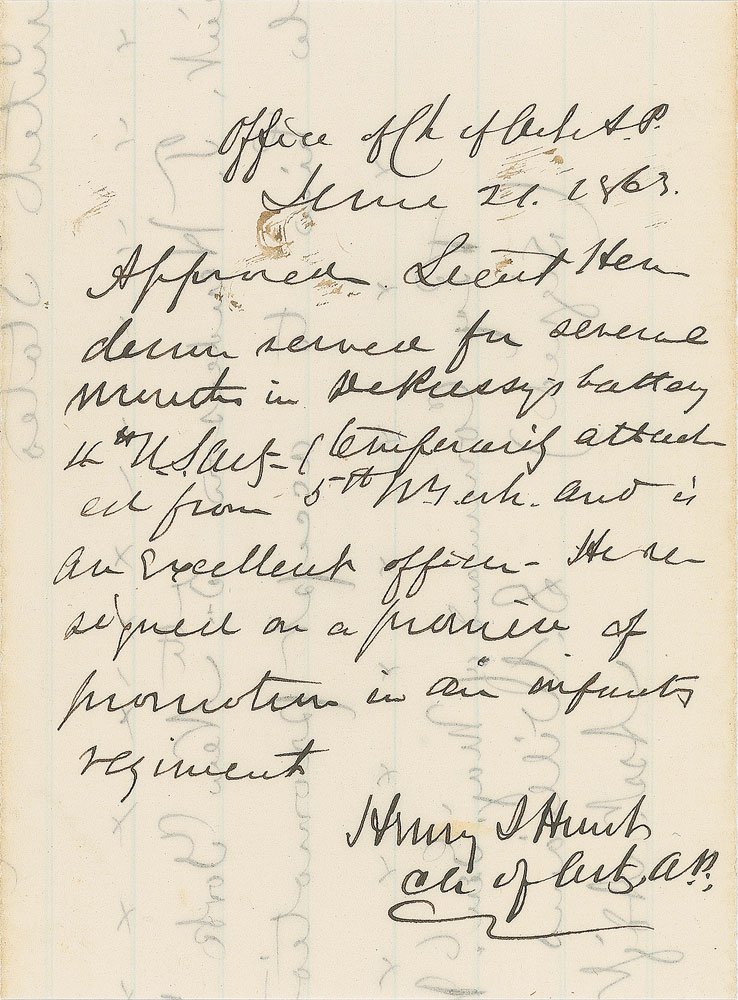 Office of Ch of Art. A.P.
June 21. 1863.
Approved. Lieut Hen
derson served for several
months in DeRussy's battery
4th U.S. Art- (temporarily attach
ed from 5th Mich. and is
an excellent officer- He re
signed on a promise of
promotion in an infantry
regiment
Henry J Hunt
Ch of Art, A.P.,